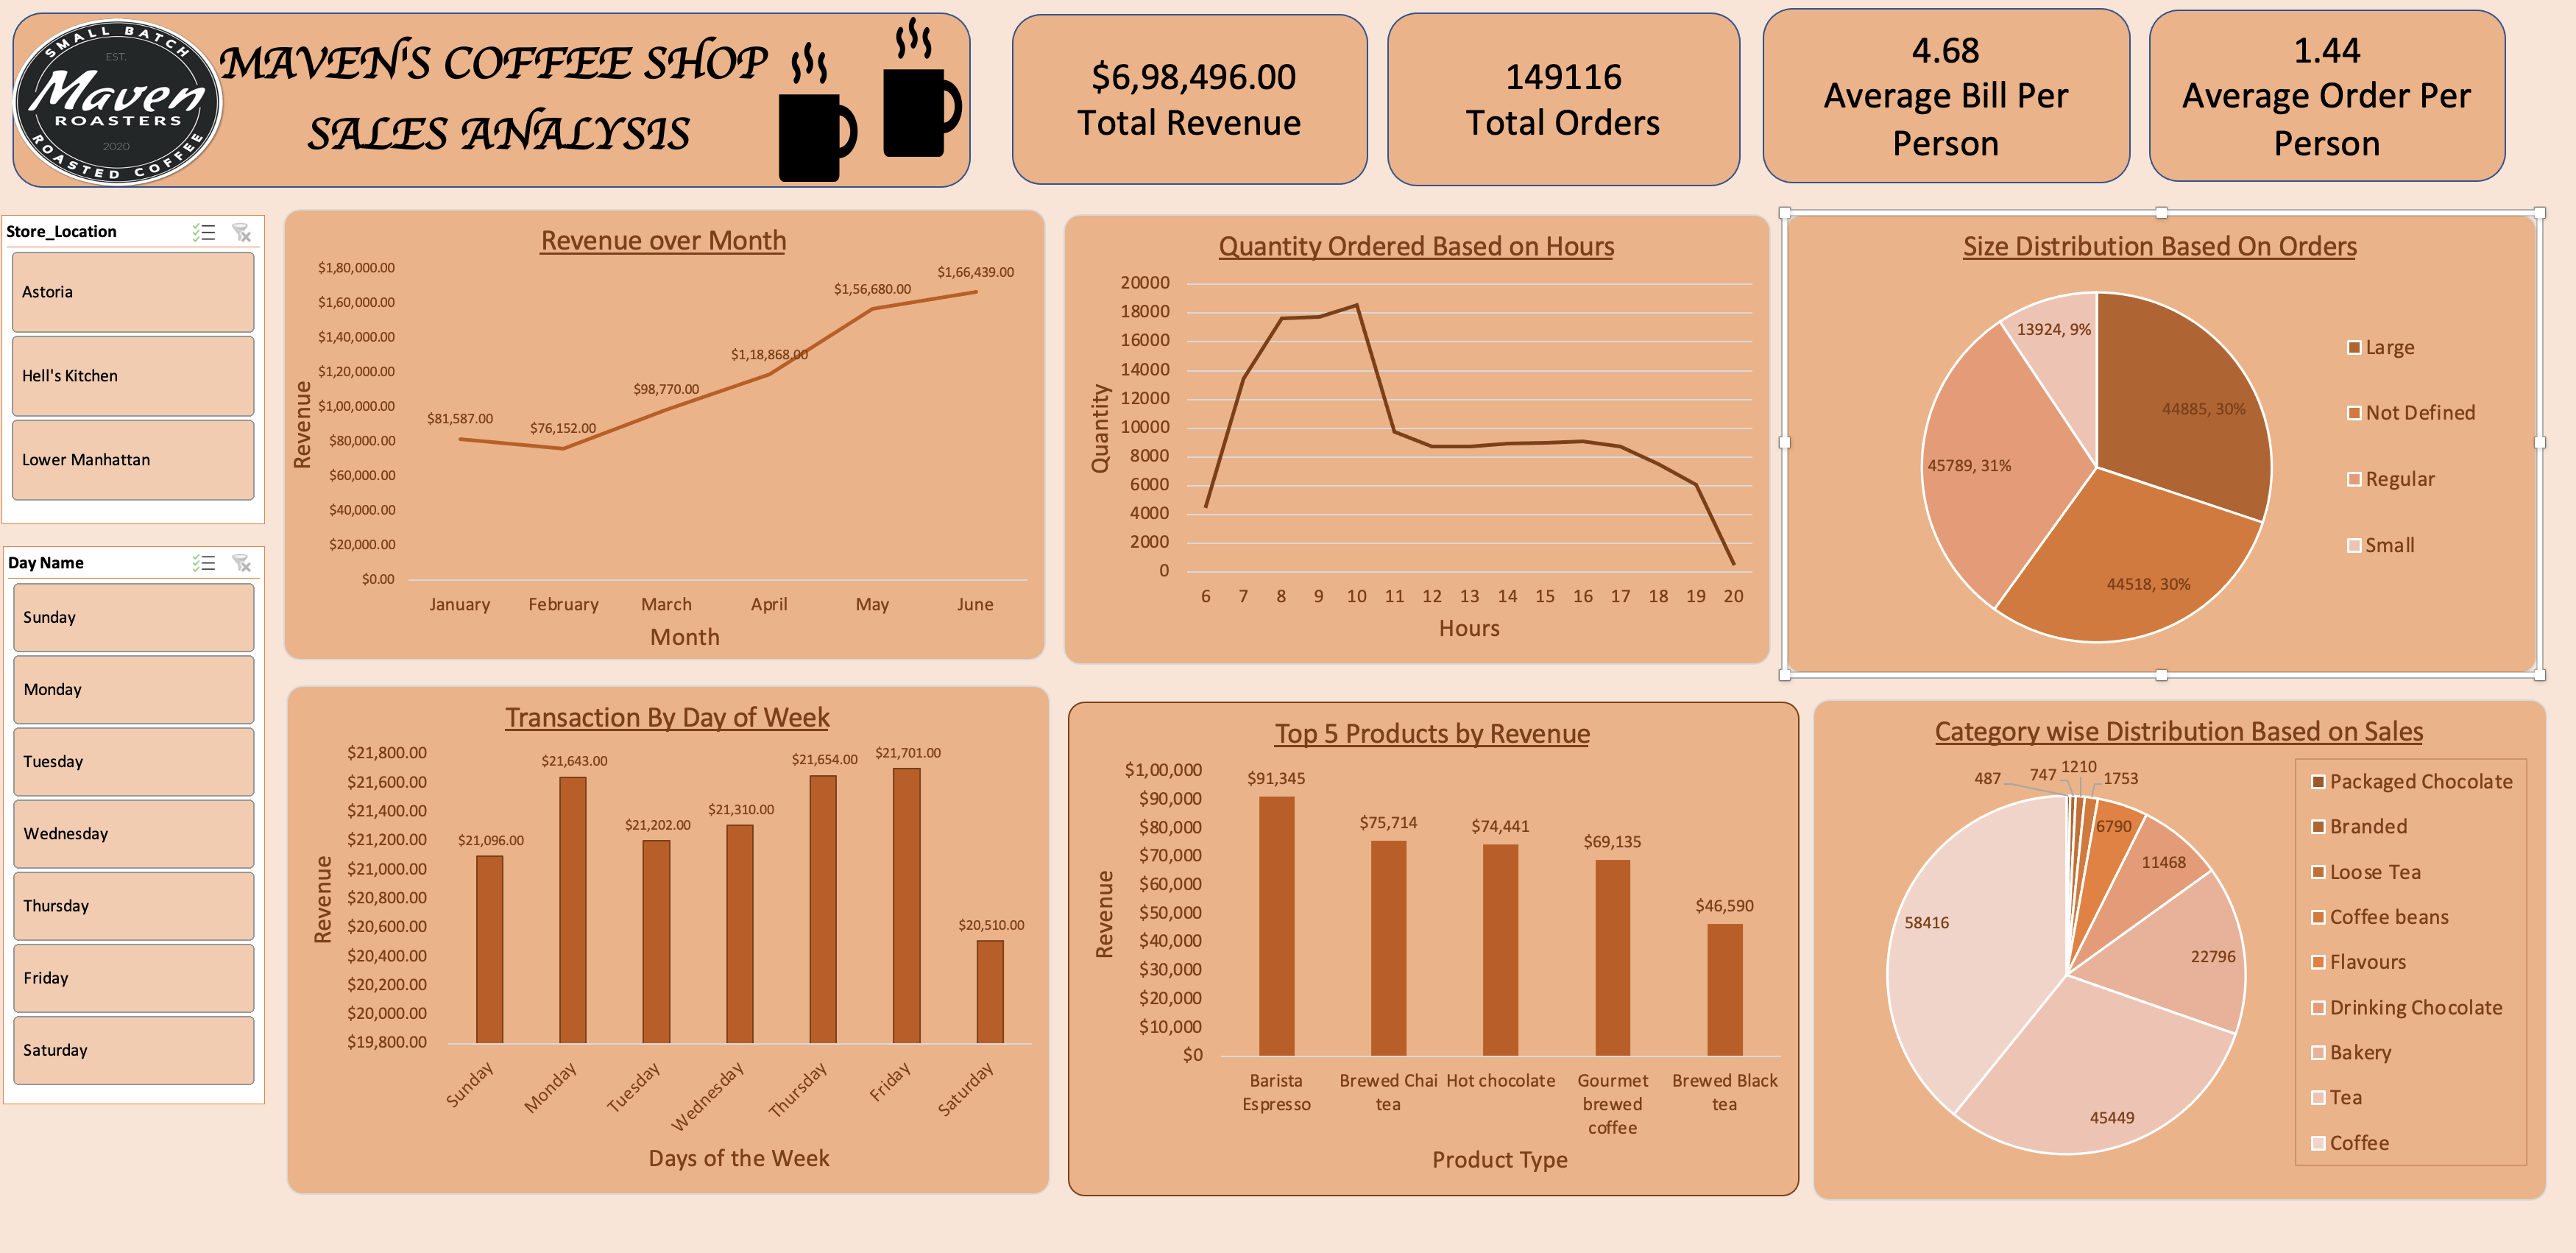 SMALL BATCH
EST.
Maven
ROASTERS
2020
ROASTED COFFEE
MAVEN'S COFFEE SHOP
SALES ANALYSIS
$6,98,496.00
Total Revenue
149116
Total Orders
4.68
Average Bill Per
Person
1.44
Average Order Per
Person
Store_Location
Astoria
Hell's Kitchen
Lower Manhattan
Day Name
Sunday
Monday
Tuesday
Wednesday
Thursday
Friday
Saturday
Revenue over Month
Revenue
$1,80,000.00
$1,60,000.00
$1,40,000.00
$1,20,000.00
$1,00,000.00
$80,000.00
$60,000.00
$40,000.00
$20,000.00
$0.00
$81,587.00
$76,152.00
$98,770.00
$1,18,868.00
$1,56,680.00
$1,66,439.00
January February March April May June
Month
Quantity Ordered Based on Hours
Quantity
20000
18000
16000
14000
12000
10000
8000
6000
4000
2000
0
6 7 8 9 10 11 12 13 14 15 16 17 18 19 20
Hours
Size Distribution Based On Orders
13924, 9%
44885, 30%
45789, 31%
44518, 30%
Large
Not Defined
Regular
Small
Transaction By Day of Week
Revenue
$21,800.00
$21,600.00
$21,400.00
$21,200.00
$21,000.00
$20,800.00
$20,600.00
$20,400.00
$20,200.00
$20,000.00
$19,800.00
$21,096.00
$21,643.00
$21,202.00
$21,310.00
$21,654.00
$21,701.00
$20,510.00
Sunday Monday Tuesday Wednesday Thursday Friday Saturday
Days of the Week
Top 5 Products by Revenue
Revenue
$1,00,000
$90,000
$80,000
$70,000
$60,000
$50,000
$40,000
$30,000
$20,000
$10,000
$0
$91,345
$75,714
$74,441
$69,135
$46,590
Barista
Espresso
Brewed Chai
tea
Hot chocolate
Gourmet
brewed
coffee
Brewed Black
tea
Product Type
Category wise Distribution Based on Sales
487
747
1210
1753
6790
11468
22796
45449
58416
Packaged Chocolate
Branded
Loose Tea
Coffee beans
Flavours
Drinking Chocolate
Bakery
Tea
Coffee